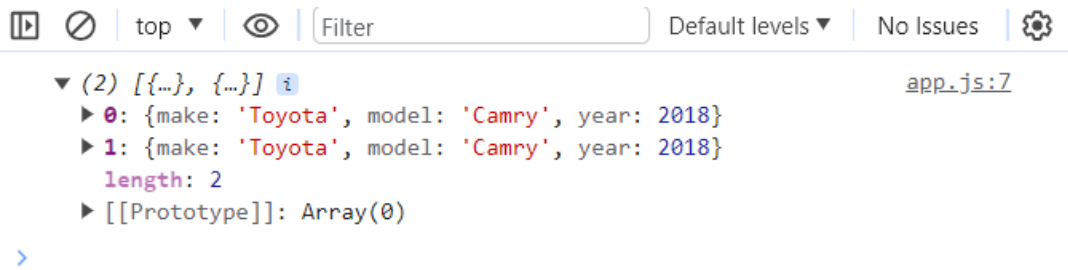 top ▼ Filter Default levels ▼ No Issues
▼ (2) [{…}, {…}] i app.js:7
▶ 0: {make: 'Toyota', model: 'Camry', year: 2018}
▶ 1: {make: 'Toyota', model: 'Camry', year: 2018}
length: 2
▶ [[Prototype]]: Array(0)
>